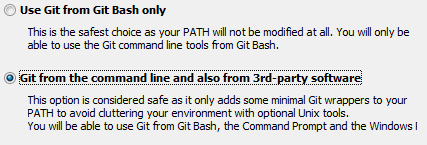 Use Git from Git Bash only
This is the safest choice as your PATH will not be modified at all. You will only be
able to use the Git command line tools from Git Bash.
Git from the command line and also from 3rd-party software
This option is considered safe as it only adds some minimal Git wrappers to your
PATH to avoid cluttering your environment with optional Unix tools.
You will be able to use Git from Git Bash, the Command Prompt and the Windows